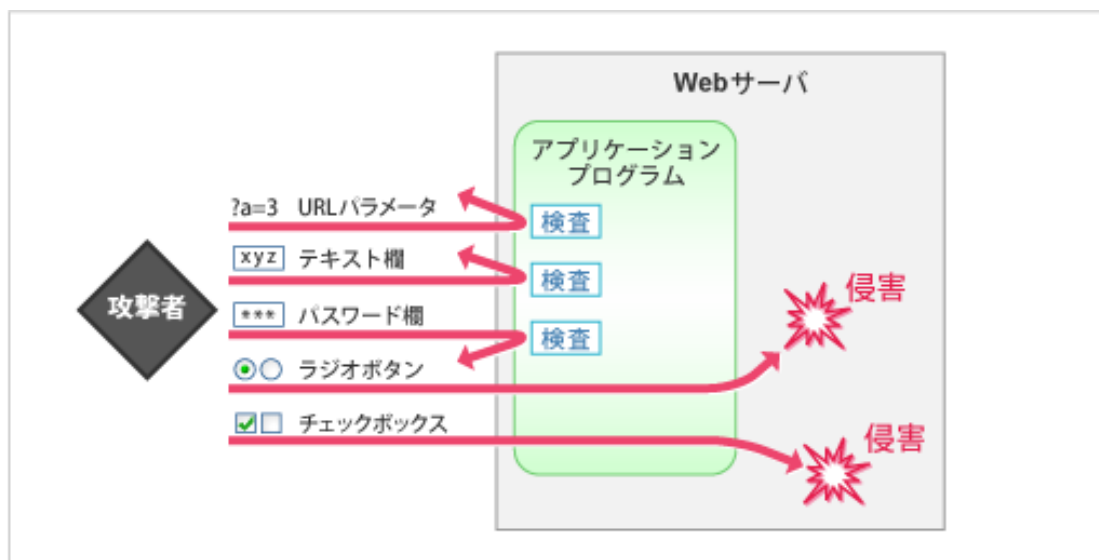 Webサーバ
アプリケーション
プログラム
?a=3 URLパラメータ
検査
xyz テキスト欄
検査
攻撃者
*** パスワード欄
検査
侵害
ラジオボタン
チェックボックス
侵害